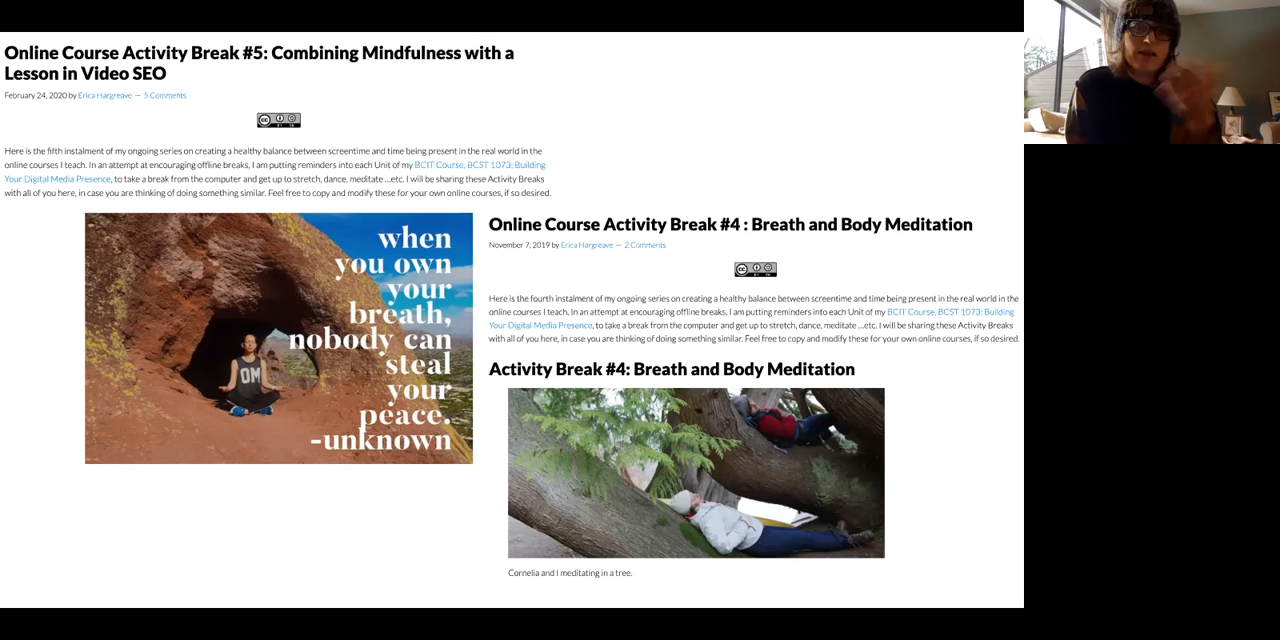 Online Course Activity Break #5: Combining Mindfulness with a
Lesson in Video SEO
February 24, 2020 by Erica Hargreave — 5 Comments
Here is the fifth instalment of my ongoing series on creating a healthy balance between screentime and time being present in the real world in the
online courses I teach. In an attempt at encouraging offline breaks, I am putting reminders into each Unit of my BCIT Course, BCST 1073: Building
Your Digital Media Presence, to take a break from the computer and get up to stretch, dance, meditate ...etc. I will be sharing these Activity Breaks
with all of you here, in case you are thinking of doing something similar. Feel free to copy and modify these for your own online courses, if so desired.
when
you own
your
breath,
nobody can
steal
your
peace.
-unknown
OM
Online Course Activity Break #4 : Breath and Body Meditation
November 7, 2019 by Erica Hargreave — 2 Comments
Here is the fourth instalment of my ongoing series on creating a healthy balance between screentime and time being present in the real world in the
online courses I teach. In an attempt at encouraging offline breaks, I am putting reminders into each Unit of my BCIT Course, BCST 1073: Building
Your Digital Media Presence, to take a break from the computer and get up to stretch, dance, meditate ...etc. I will be sharing these Activity Breaks
with all of you here, in case you are thinking of doing something similar. Feel free to copy and modify these for your own online courses, if so desired.
Activity Break #4: Breath and Body Meditation
Cornelia and I meditating in a tree.